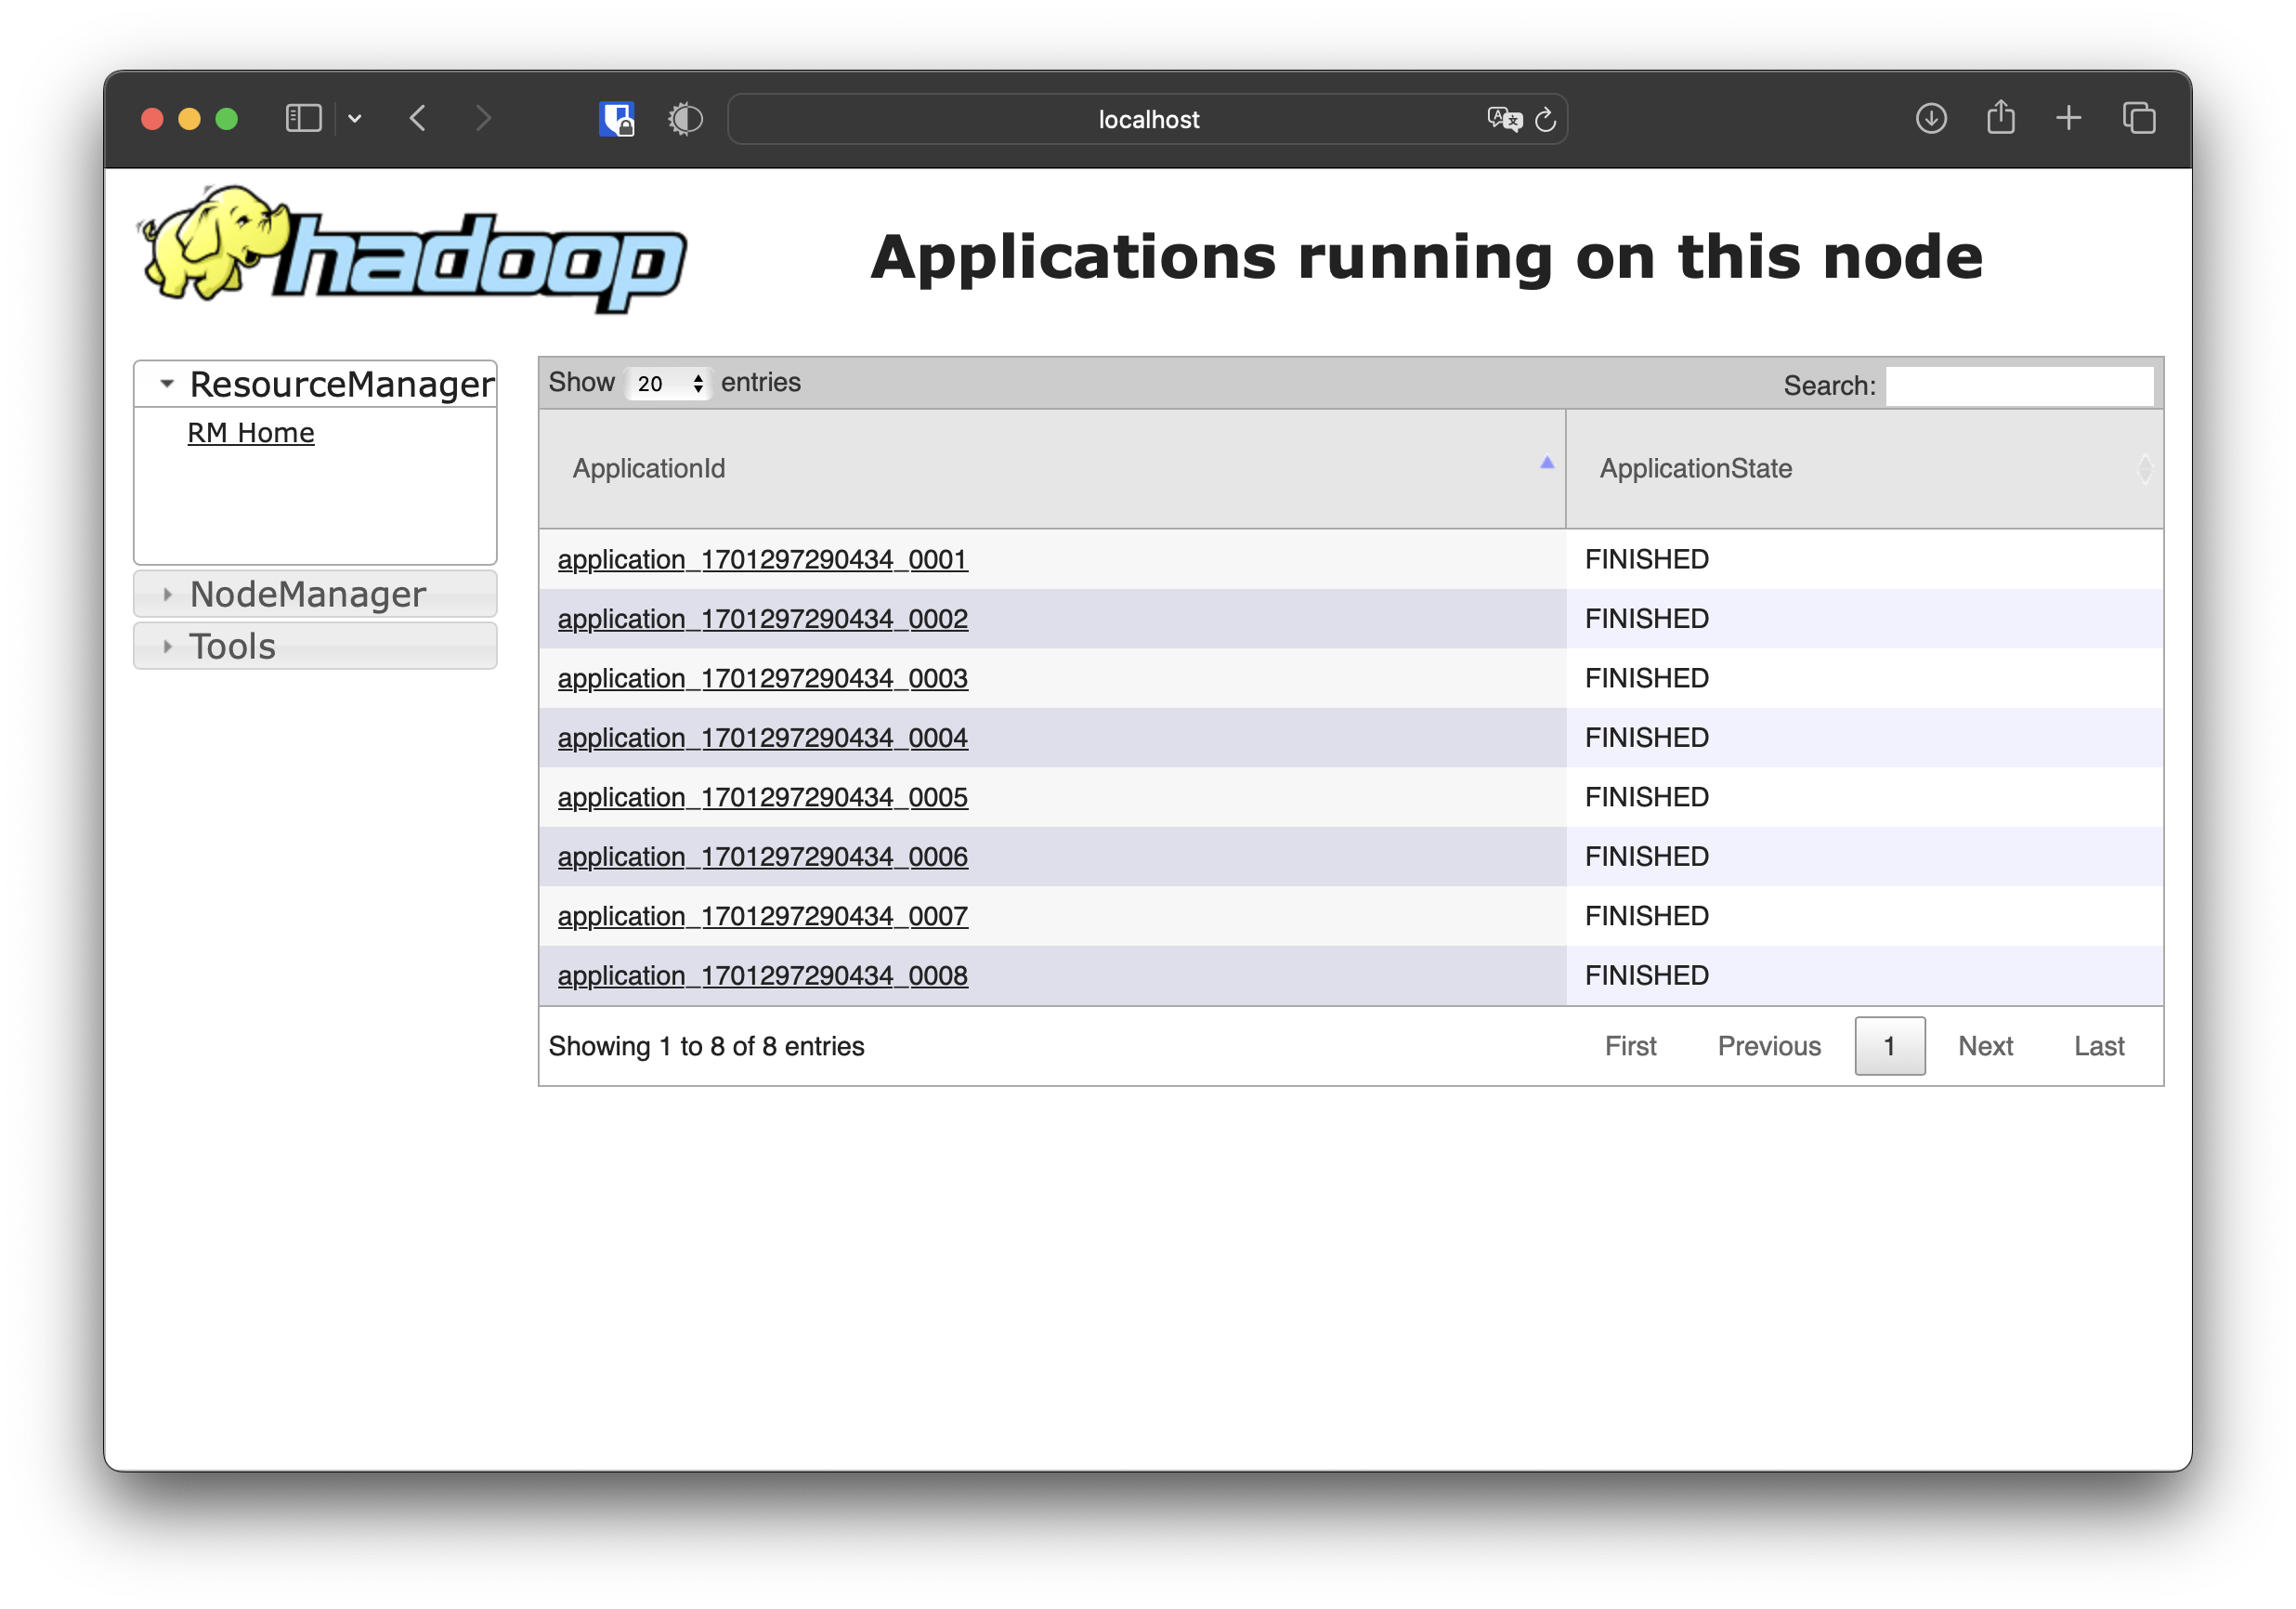 localhost
hadoop
Applications running on this node
ResourceManager
RM Home
NodeManager
Tools
Show 20 entries
Search:
ApplicationId ApplicationState
application_1701297290434_0001 FINISHED
application_1701297290434_0002 FINISHED
application_1701297290434_0003 FINISHED
application_1701297290434_0004 FINISHED
application_1701297290434_0005 FINISHED
application_1701297290434_0006 FINISHED
application_1701297290434_0007 FINISHED
application_1701297290434_0008 FINISHED
Showing 1 to 8 of 8 entries First Previous 1 Next Last